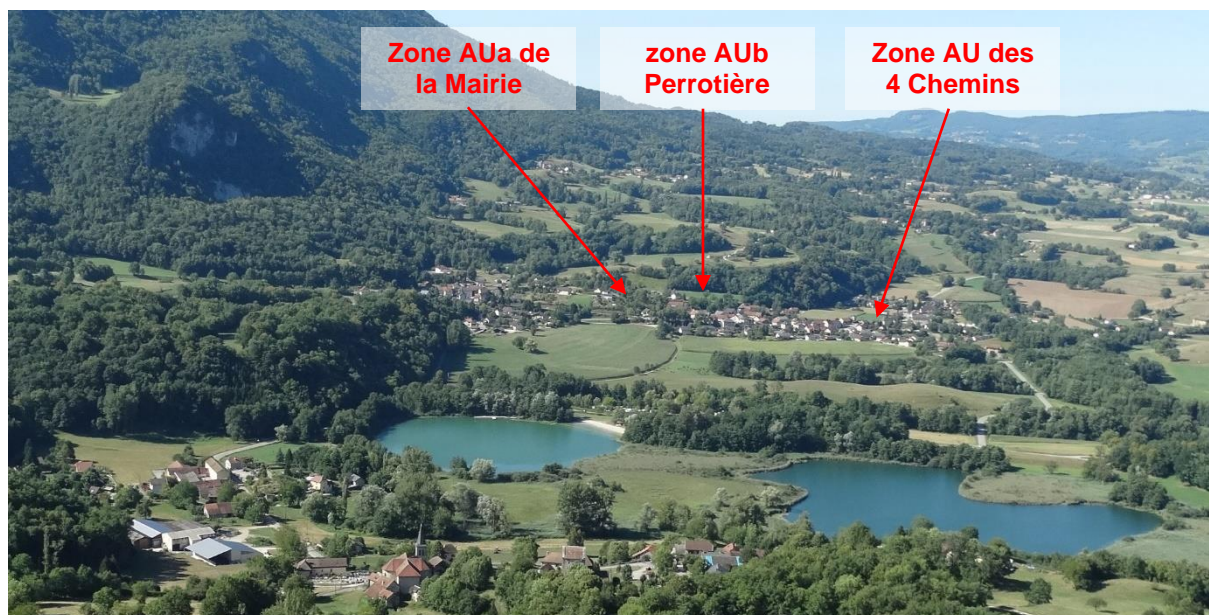 Zone AUa de
la Mairie
zone AUb
Perrotière
Zone AU des
4 Chemins